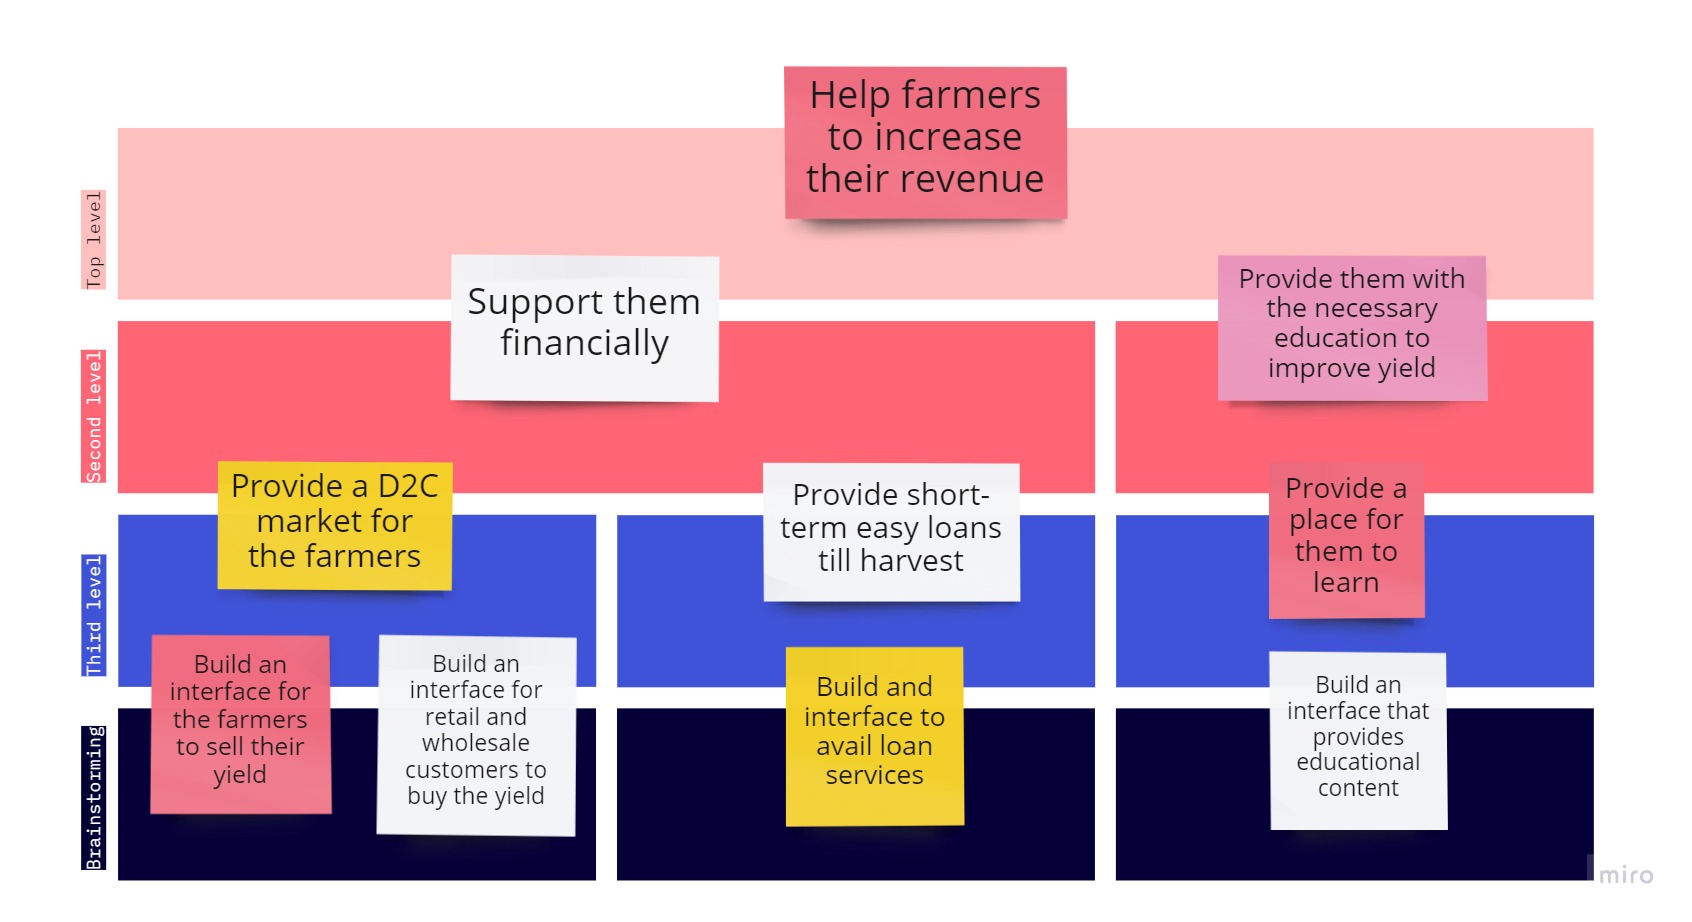 Help farmers
to increase
their revenue
Top level
Support them
financially
Provide them with
the necessary
education to
improve yield
Second level
Provide a D2C
market for
the farmers
Provide short-
term easy loans
till harvest
Provide a
place for
them to
learn
Third level
Build an
interface for
the farmers
to sell their
yield
Build an
interface for
retail and
wholesale
customers to
buy the yield
Build and
interface to
avail loan
services
Build an
interface that
provides
educational
content
Brainstorming
miro